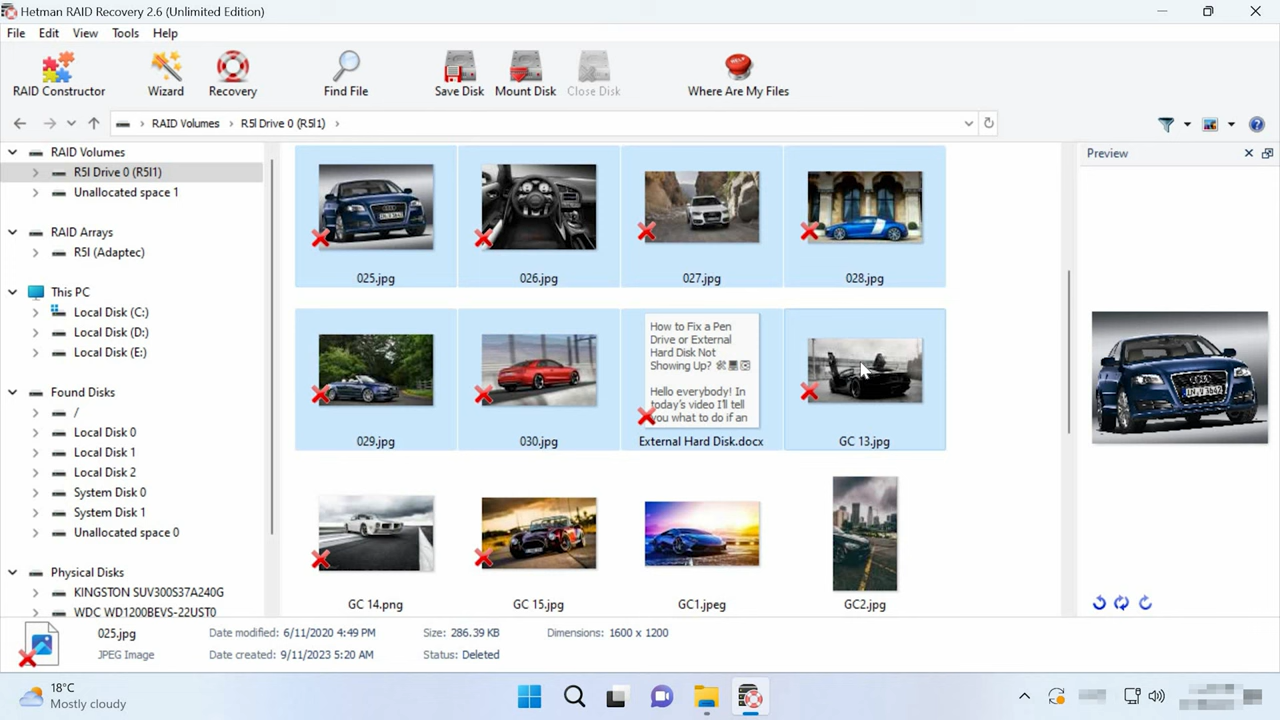 Hetman RAID Recovery 2.6 (Unlimited Edition)
File Edit View Tools Help
RAID Constructor Wizard Recovery Find File Save Disk Mount Disk Close Disk HELP Where Are My Files
RAID Volumes R5I Drive 0 (R5I1)
RAID Volumes
R5I Drive 0 (R5I1)
Unallocated space 1
RAID Arrays
R5I (Adaptec)
This PC
Local Disk (C:)
Local Disk (D:)
Local Disk (E:)
Found Disks
/
Local Disk 0
Local Disk 1
Local Disk 2
System Disk 0
System Disk 1
Unallocated space 0
Physical Disks
KINGSTON SUV300S37A240G
WDC WD1200BEVS-22UST0
025.jpg 026.jpg 027.jpg 028.jpg
How to Fix a Pen
Drive or External
Hard Disk Not
Showing Up?
Hello everybody! In
today's video I'll tell
you what to do if an
029.jpg 030.jpg External Hard Disk.docx GC 13.jpg
GC 14.png GC 15.jpg GC1.jpeg GC2.jpg
Preview
025.jpg Date modified: 6/11/2020 4:49 PM Size: 286.39 KB Dimensions: 1600 x 1200
JPEG Image Date created: 9/11/2023 5:20 AM Status: Deleted
18°C
Mostly cloudy